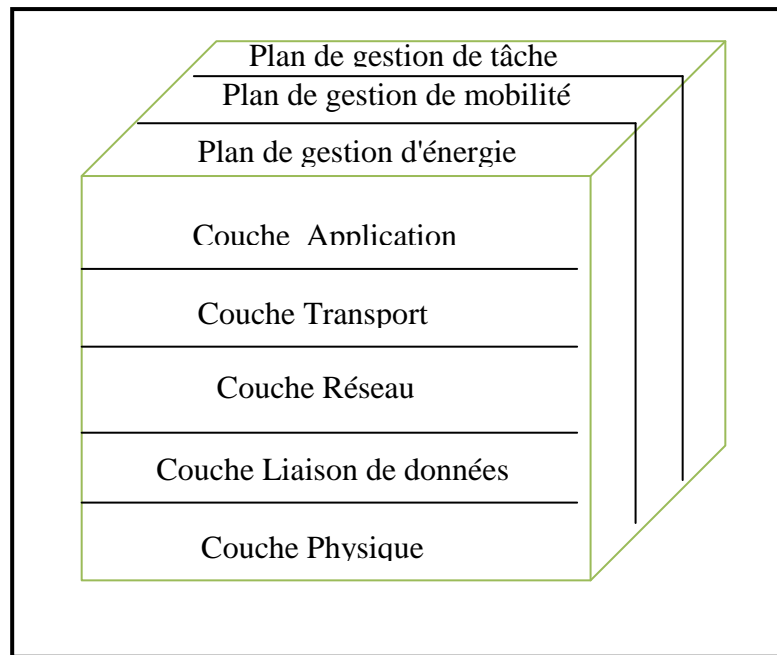 Plan de gestion de tâche
Plan de gestion de mobilité
Plan de gestion d'énergie
Couche Application
Couche Transport
Couche Réseau
Couche Liaison de données
Couche Physique